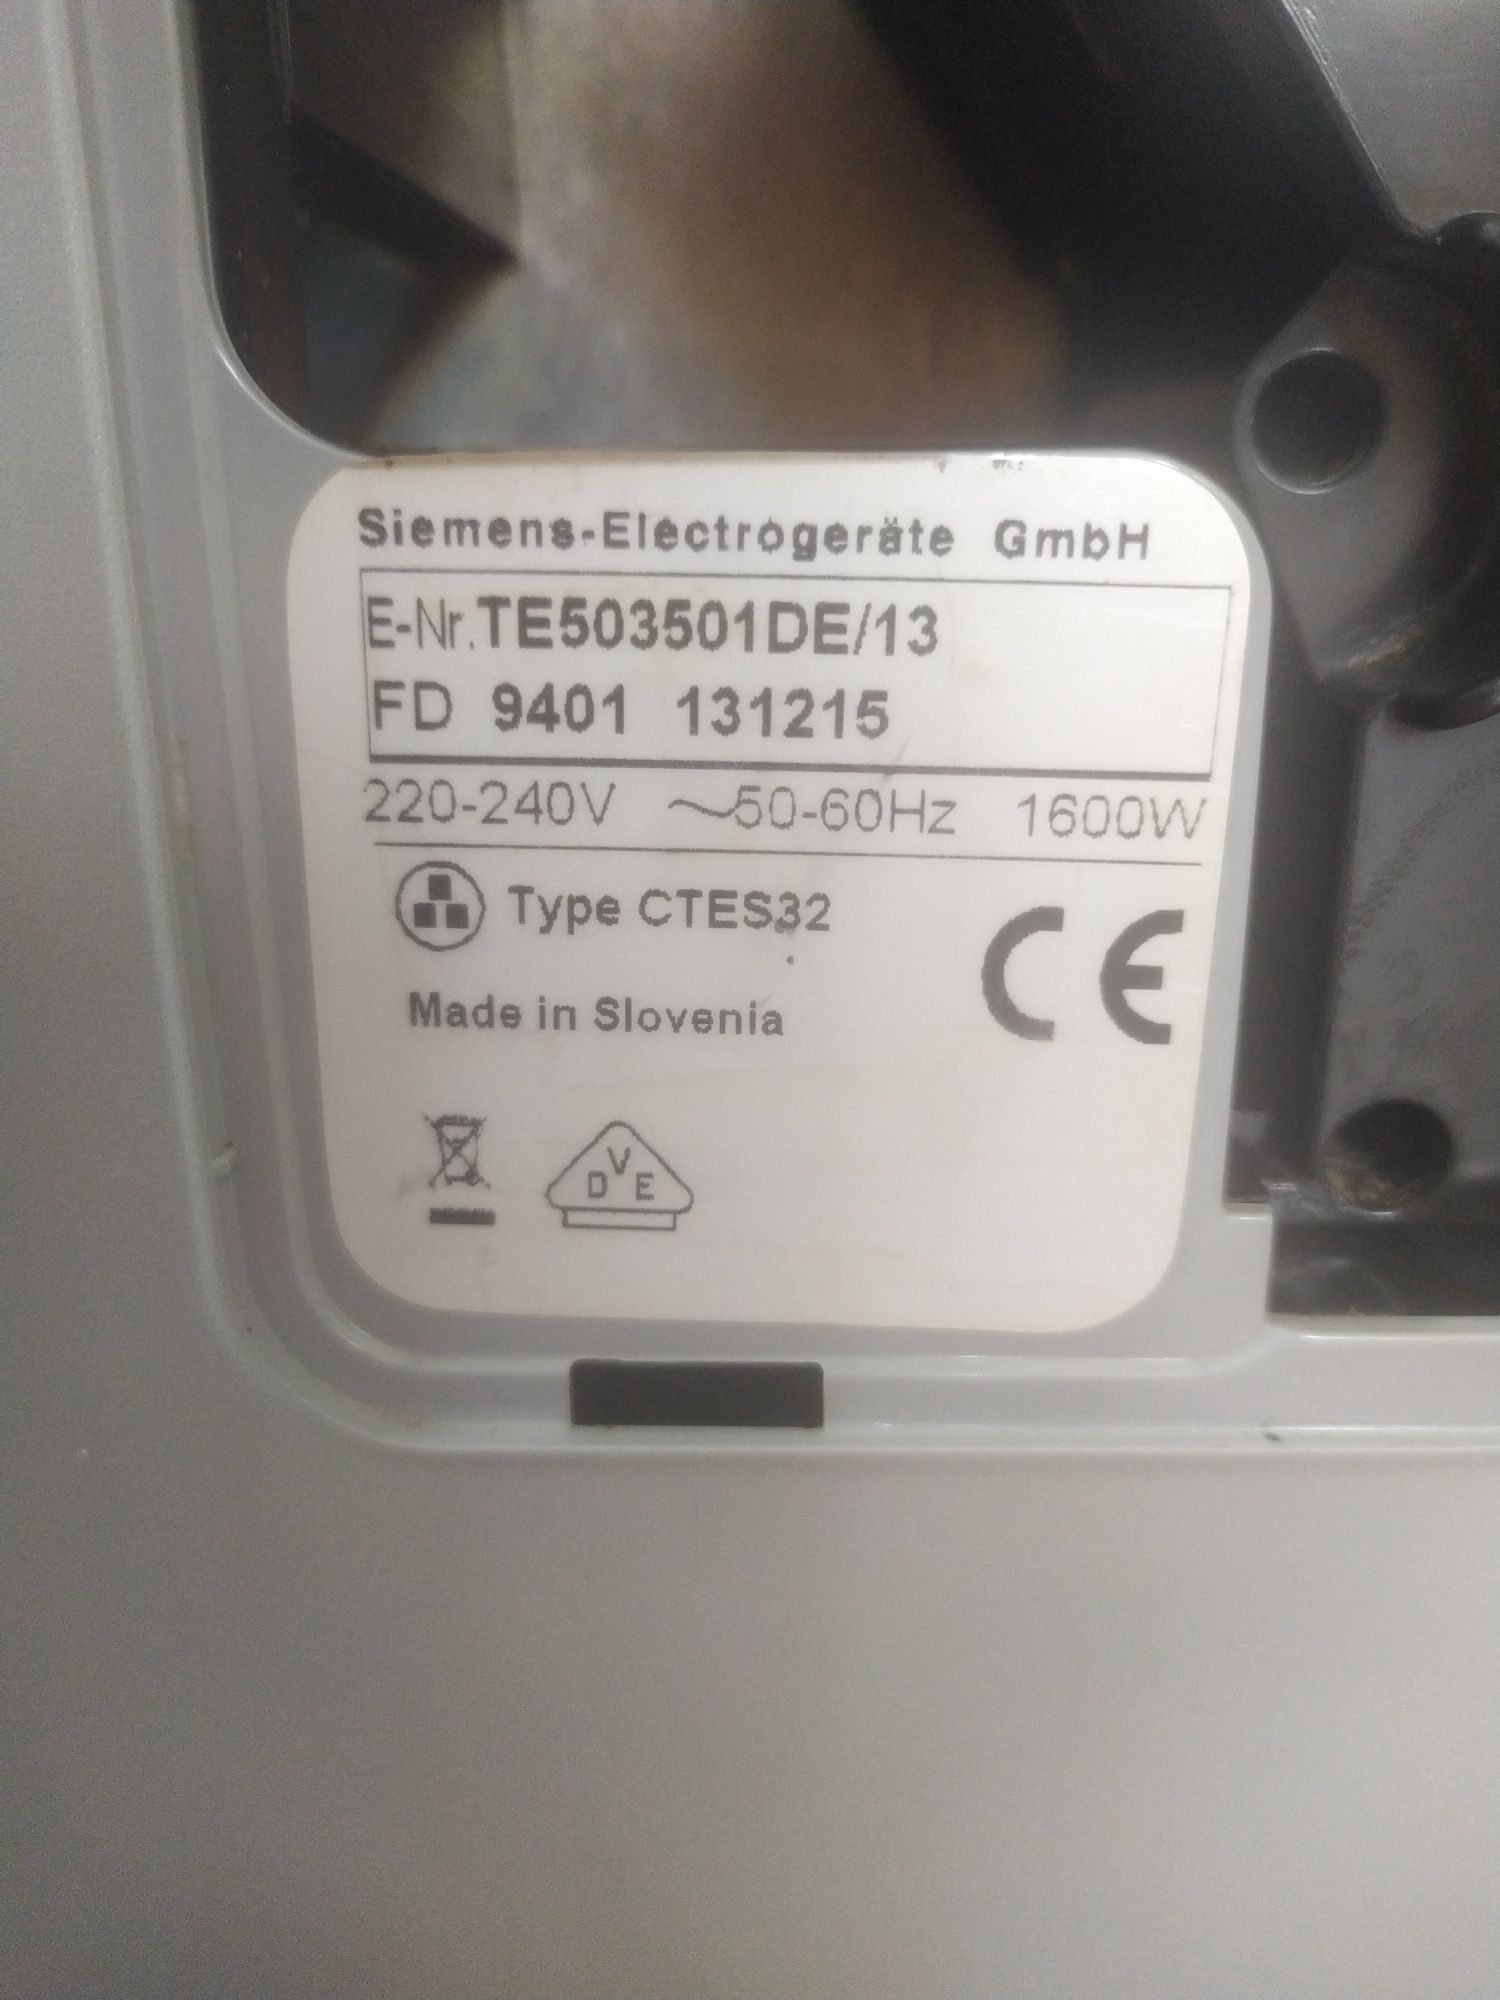 Siemens-Electrogeräte GmbH
E-Nr.TE503501DE/13
FD 9401 131215
220-240V ~50-60Hz 1600W
Type CTES32
CE
Made in Slovenia
DVE